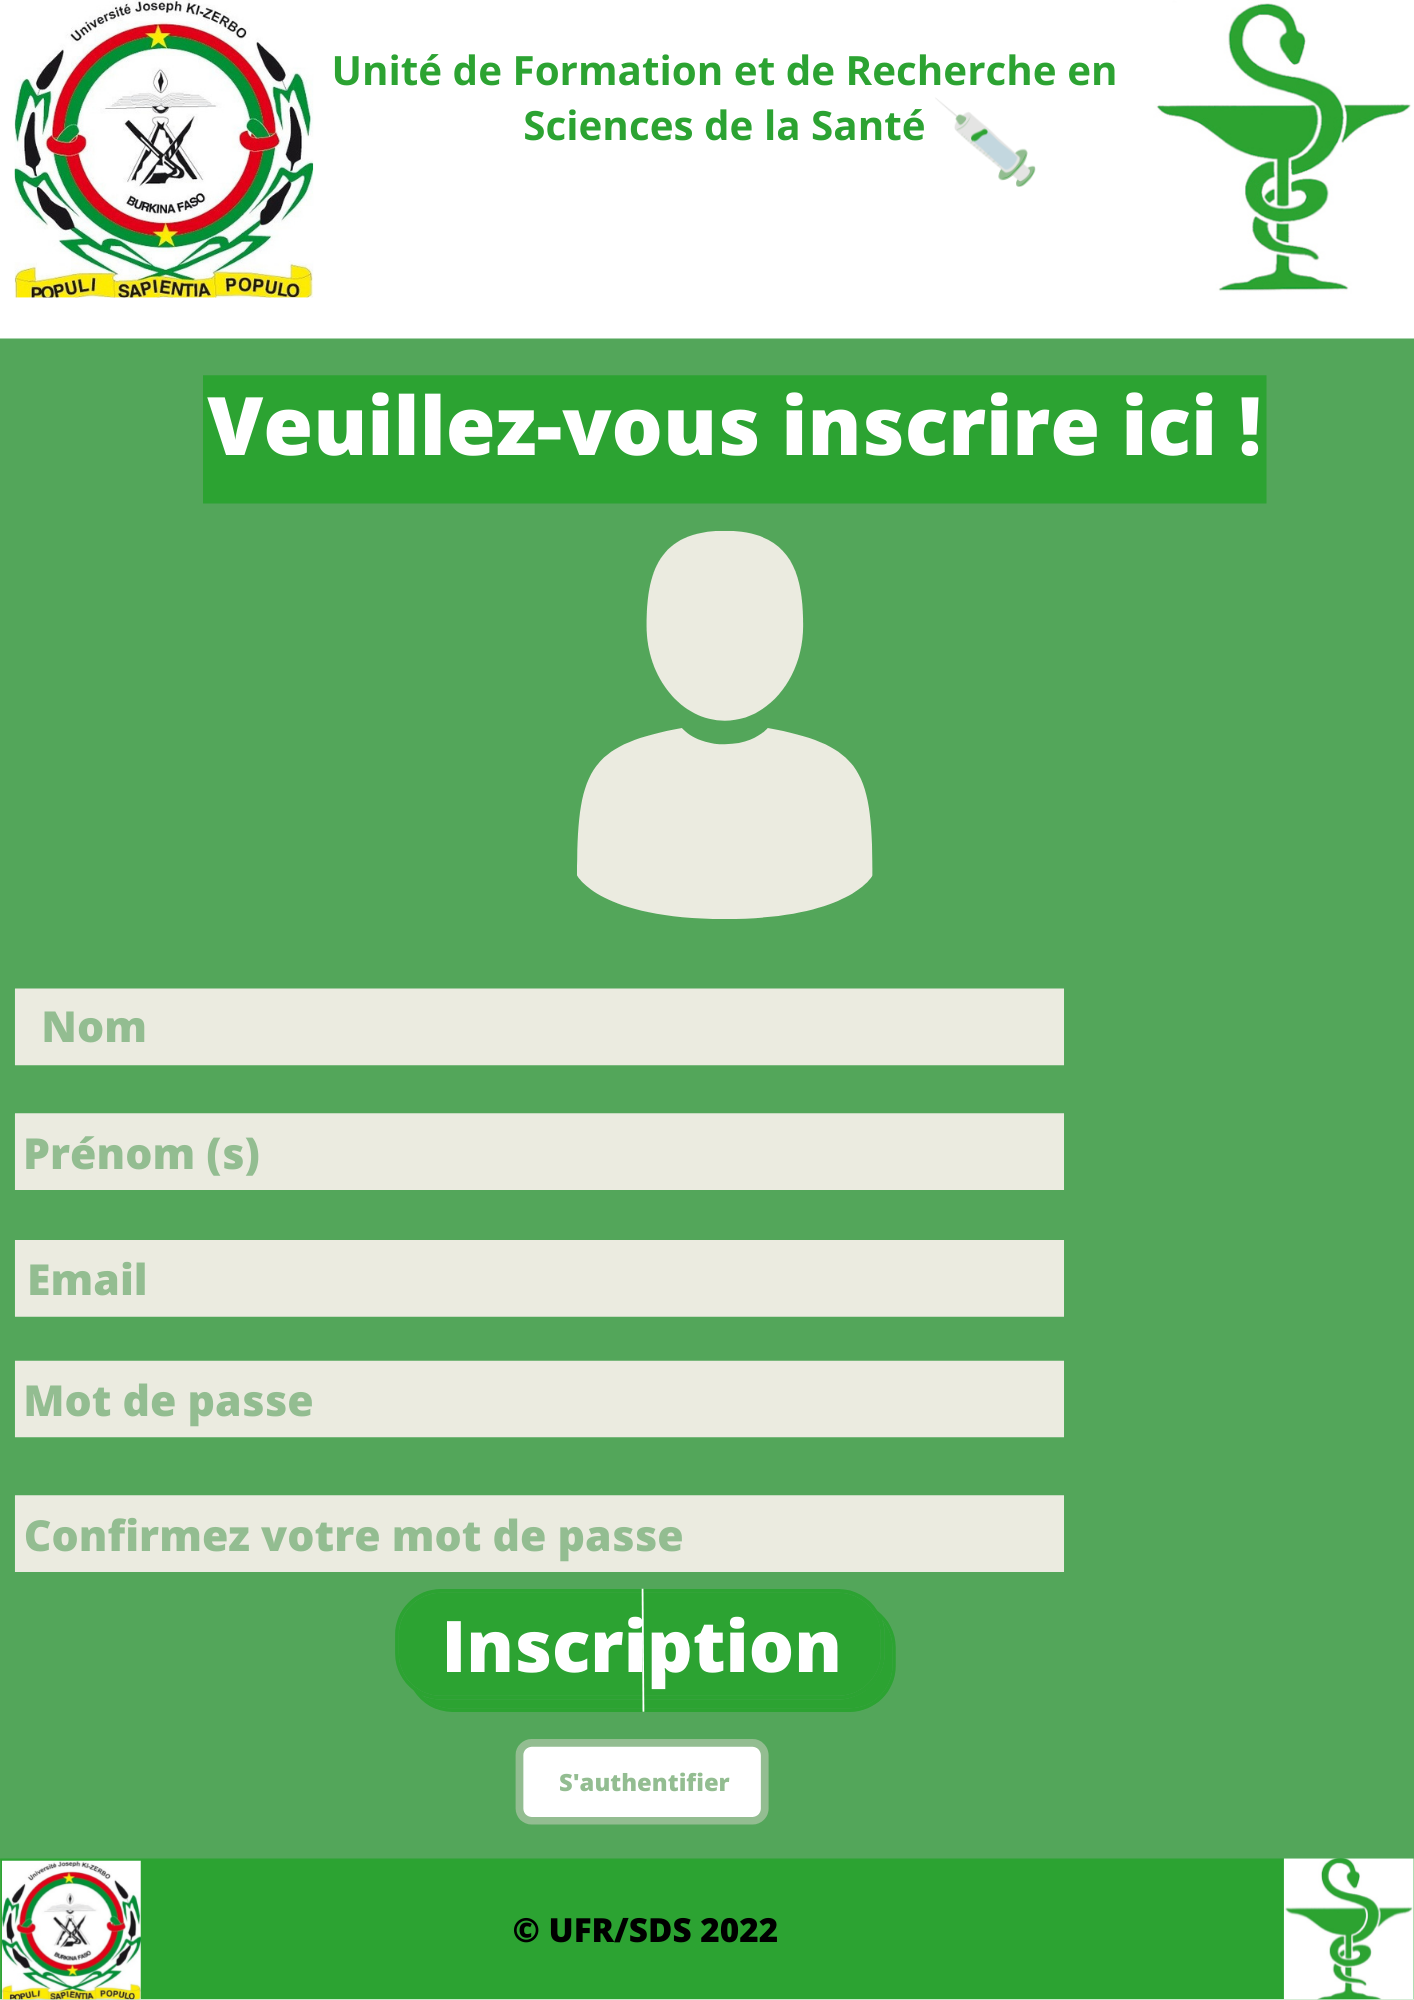 Université Joseph KI-ZERBO
BURKINA FASO
POPULI SAPIENTIA POPULO
Unité de Formation et de Recherche en
Sciences de la Santé
Veuillez-vous inscrire ici !
Nom
Prénom (s)
Email
Mot de passe
Confirmez votre mot de passe
Inscription
S'authentifier
Université Joseph KI-ZERBO
BURKINA FASO
POPULI SAPIENTIA POPULO
© UFR/SDS 2022